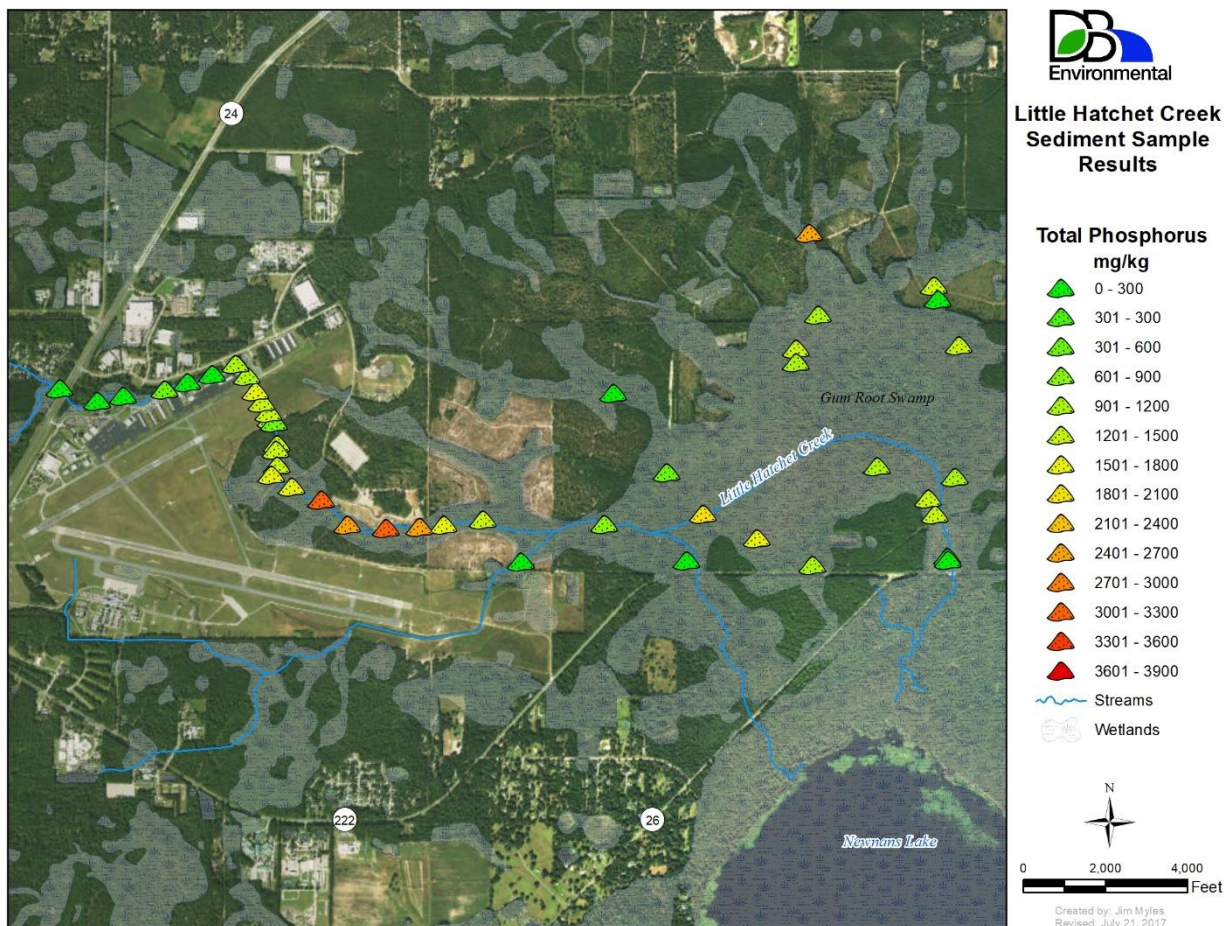 24
Gum Root Swamp
Little Hatchet Creek
222
26
Newnans Lake
DB
Environmental
Little Hatchet Creek
Sediment Sample
Results
Total Phosphorus
mg/kg
0 - 300
301 - 300
301 - 600
601 - 900
901 - 1200
1201 - 1500
1501 - 1800
1801 - 2100
2101 - 2400
2401 - 2700
2701 - 3000
3001 - 3300
3301 - 3600
3601 - 3900
Streams
Wetlands
N
0 2,000 4,000
Feet
Created by: Jim Myles
Revised: July 21, 2017